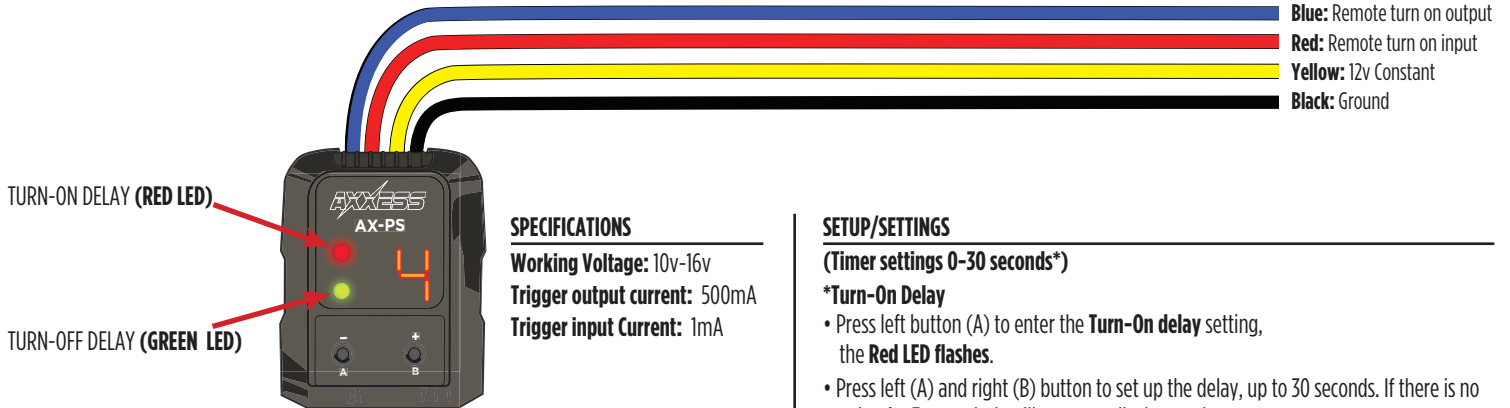 Blue: Remote turn on output
Red: Remote turn on input
Yellow: 12v Constant
Black: Ground
TURN-ON DELAY (RED LED)
TURN-OFF DELAY (GREEN LED)
AXXESS
AX-PS
4
-
+
A
B
SPECIFICATIONS
Working Voltage: 10v-16v
Trigger output current: 500mA
Trigger input Current: 1mA
SETUP/SETTINGS
(Timer settings 0-30 seconds*)
*Turn-On Delay
• Press left button (A) to enter the Turn-On delay setting,
the Red LED flashes.
• Press left (A) and right (B) button to set up the delay, up to 30 seconds. If there is no